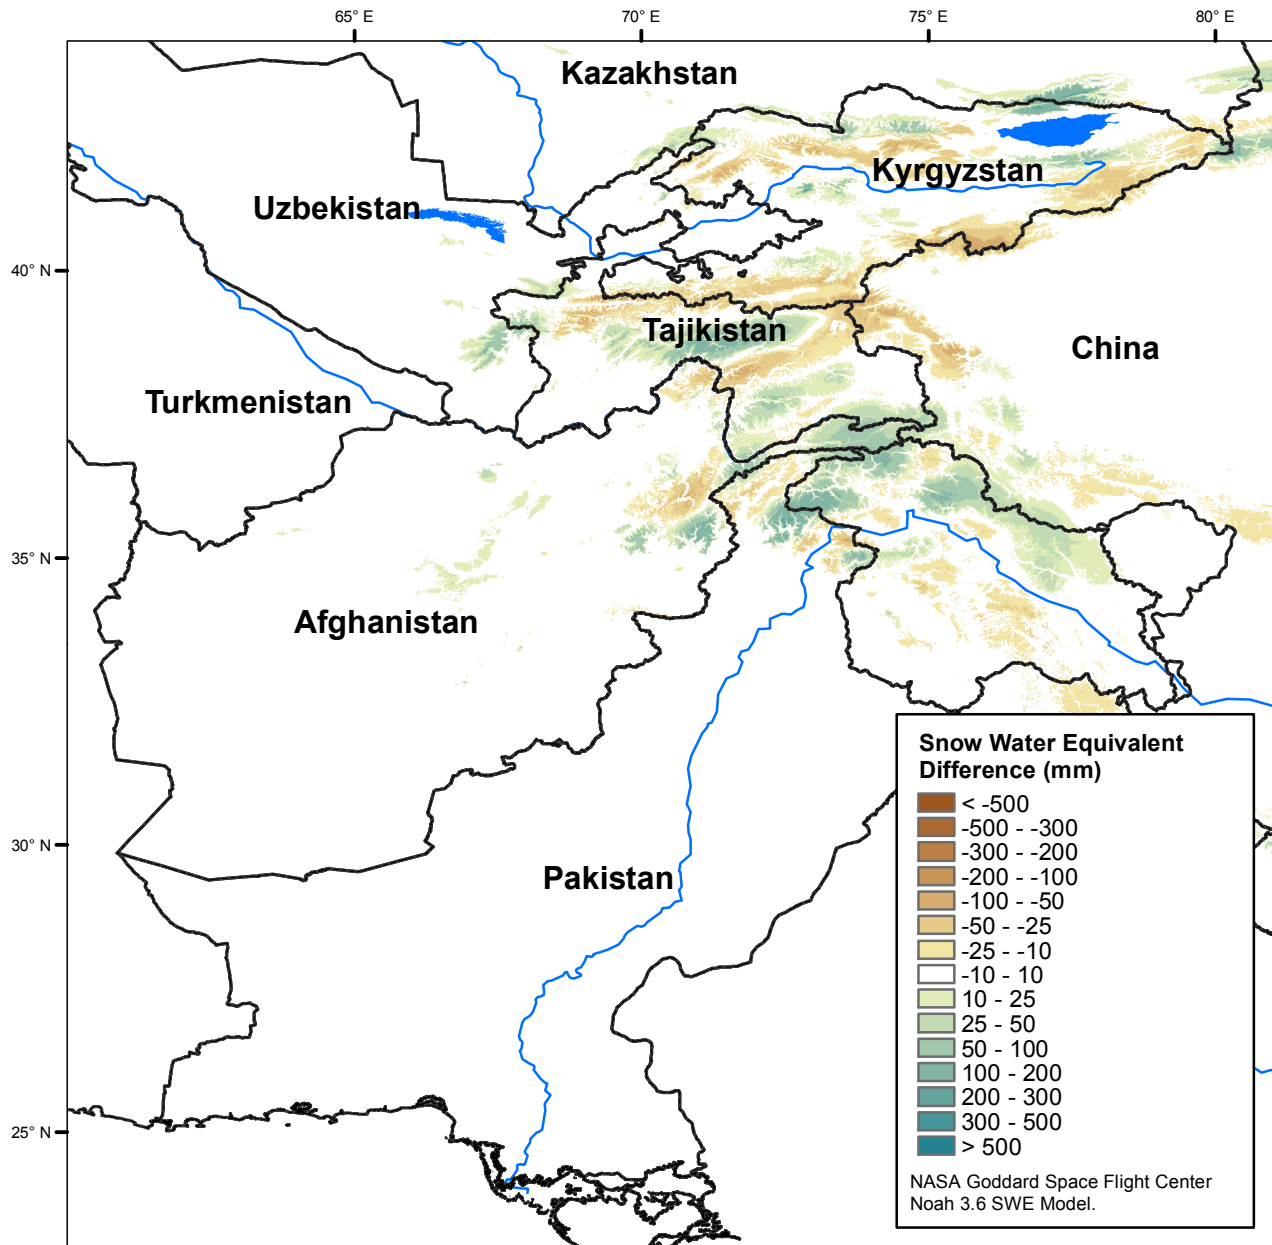 65° E
70° E
75° E
80° E
Kazakhstan
Kyrgyzstan
Uzbekistan
40° N
Tajikistan
China
Turkmenistan
35° N
Afghanistan
Snow Water Equivalent
Difference (mm)
< -500
-500 - -300
-300 - -200
-200 - -100
-100 - -50
-50 - -25
-25 - -10
-10 - 10
10 - 25
25 - 50
50 - 100
100 - 200
200 - 300
300 - 500
> 500
NASA Goddard Space Flight Center
Noah 3.6 SWE Model.
30° N
Pakistan
25° N